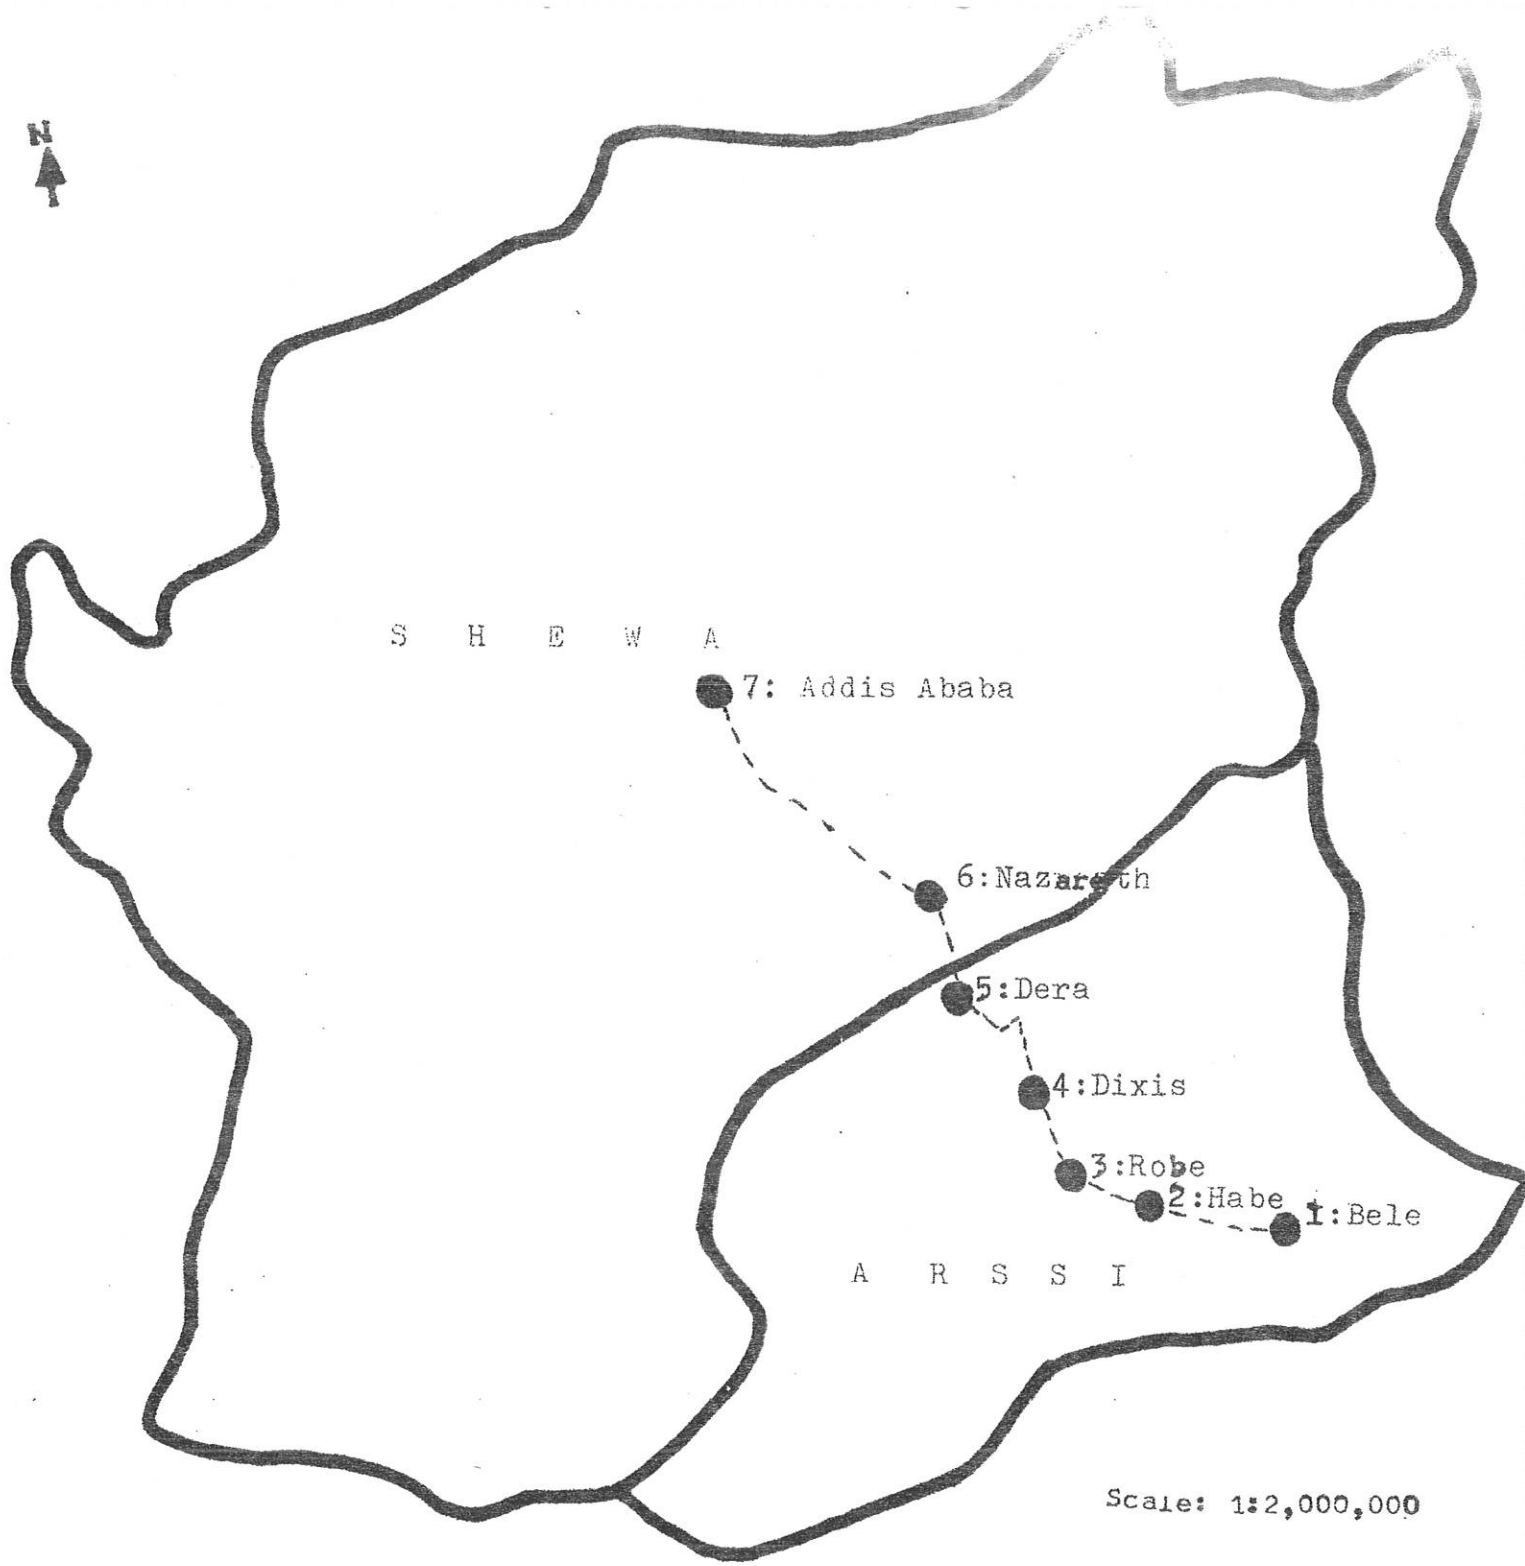 N
S H E W A
7: Addis Ababa
6:Nazareth
5:Dera
4:Dixis
3:Robe
2:Habe
1:Bele
A R S S I
Scale: 1:2,000,000